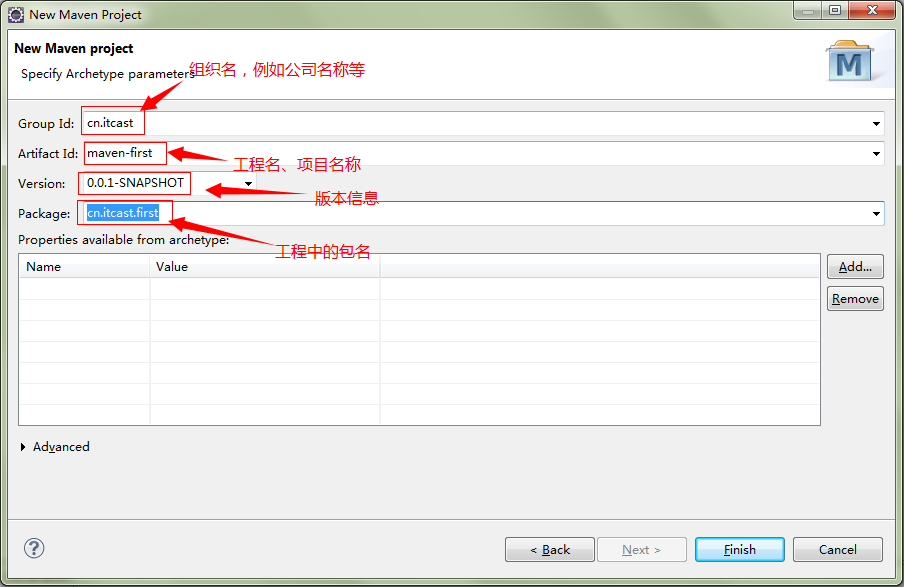 New Maven Project
New Maven project
Specify Archetype parameters
组织名，例如公司名称等
M
Group Id: cn.itcast
Artifact Id: maven-first
工程名、项目名称
Version: 0.0.1-SNAPSHOT
版本信息
Package: cn.itcast.first
Properties available from archetype:
工程中的包名
Name Value
Add...
Remove
Advanced
?
< Back Next > Finish Cancel